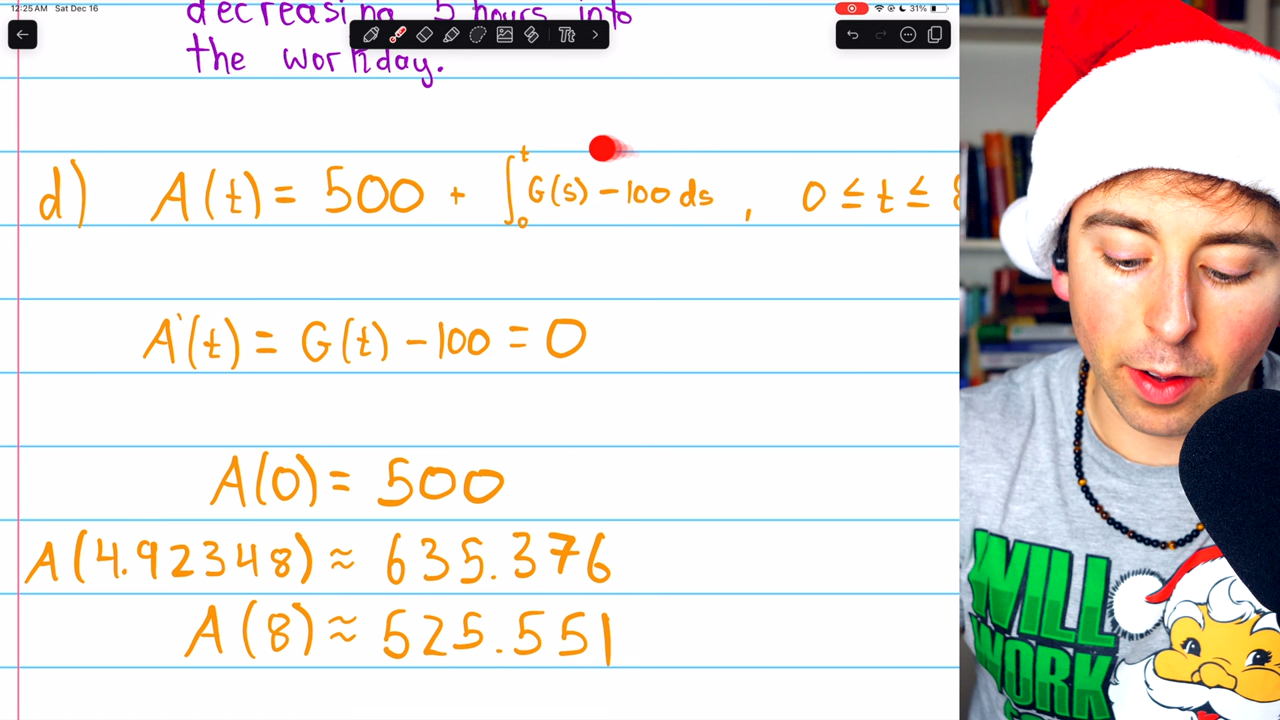 12:25 AM Sat Dec 16
31%
decreasing 5 hours into
Tt
the workday.
d) A(t) = 500 + ∫₀ᵗ G(s) - 100 ds , 0 ≤ t ≤ 8
A'(t) = G(t) - 100 = 0
A(0) = 500
A(4.92348) ≈ 635.376
A(8) ≈ 525.551
WILL
WORK